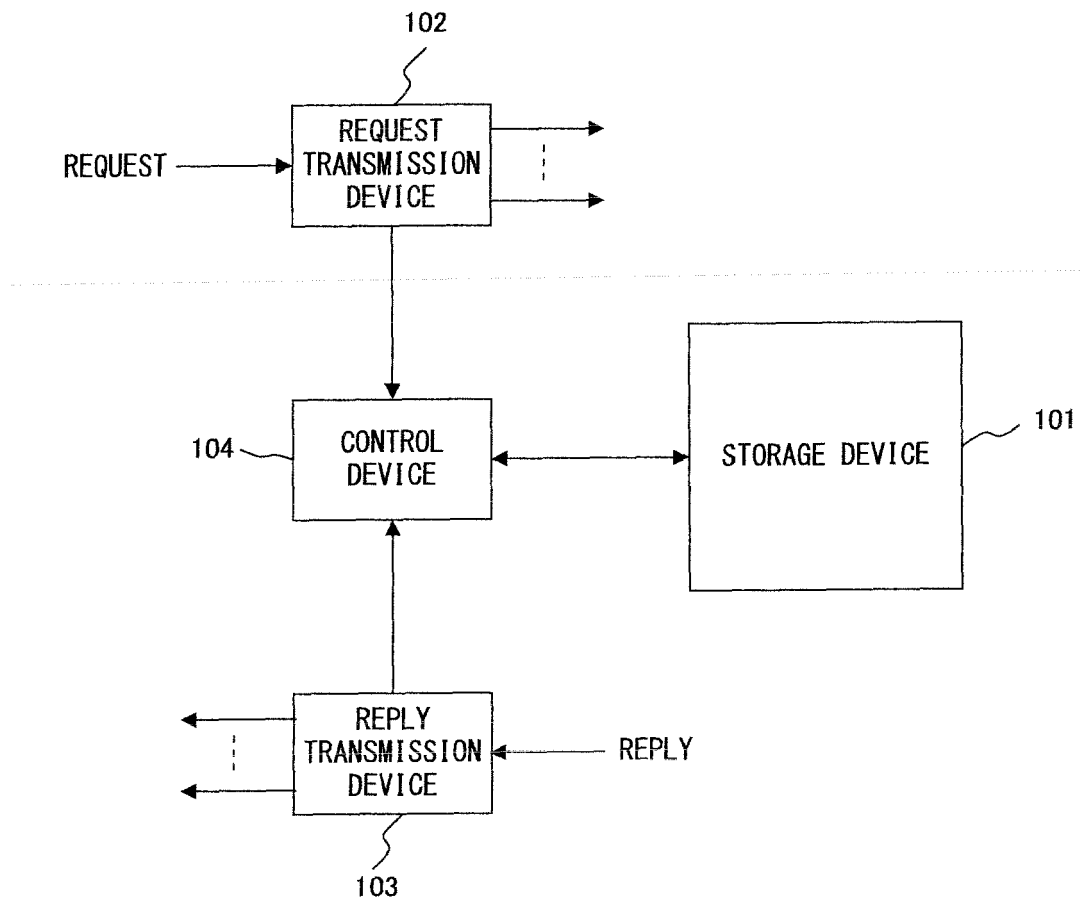 102
REQUEST
REQUEST
TRANSMISSION
DEVICE
104
CONTROL
DEVICE
STORAGE DEVICE
101
REPLY
TRANSMISSION
DEVICE
REPLY
103